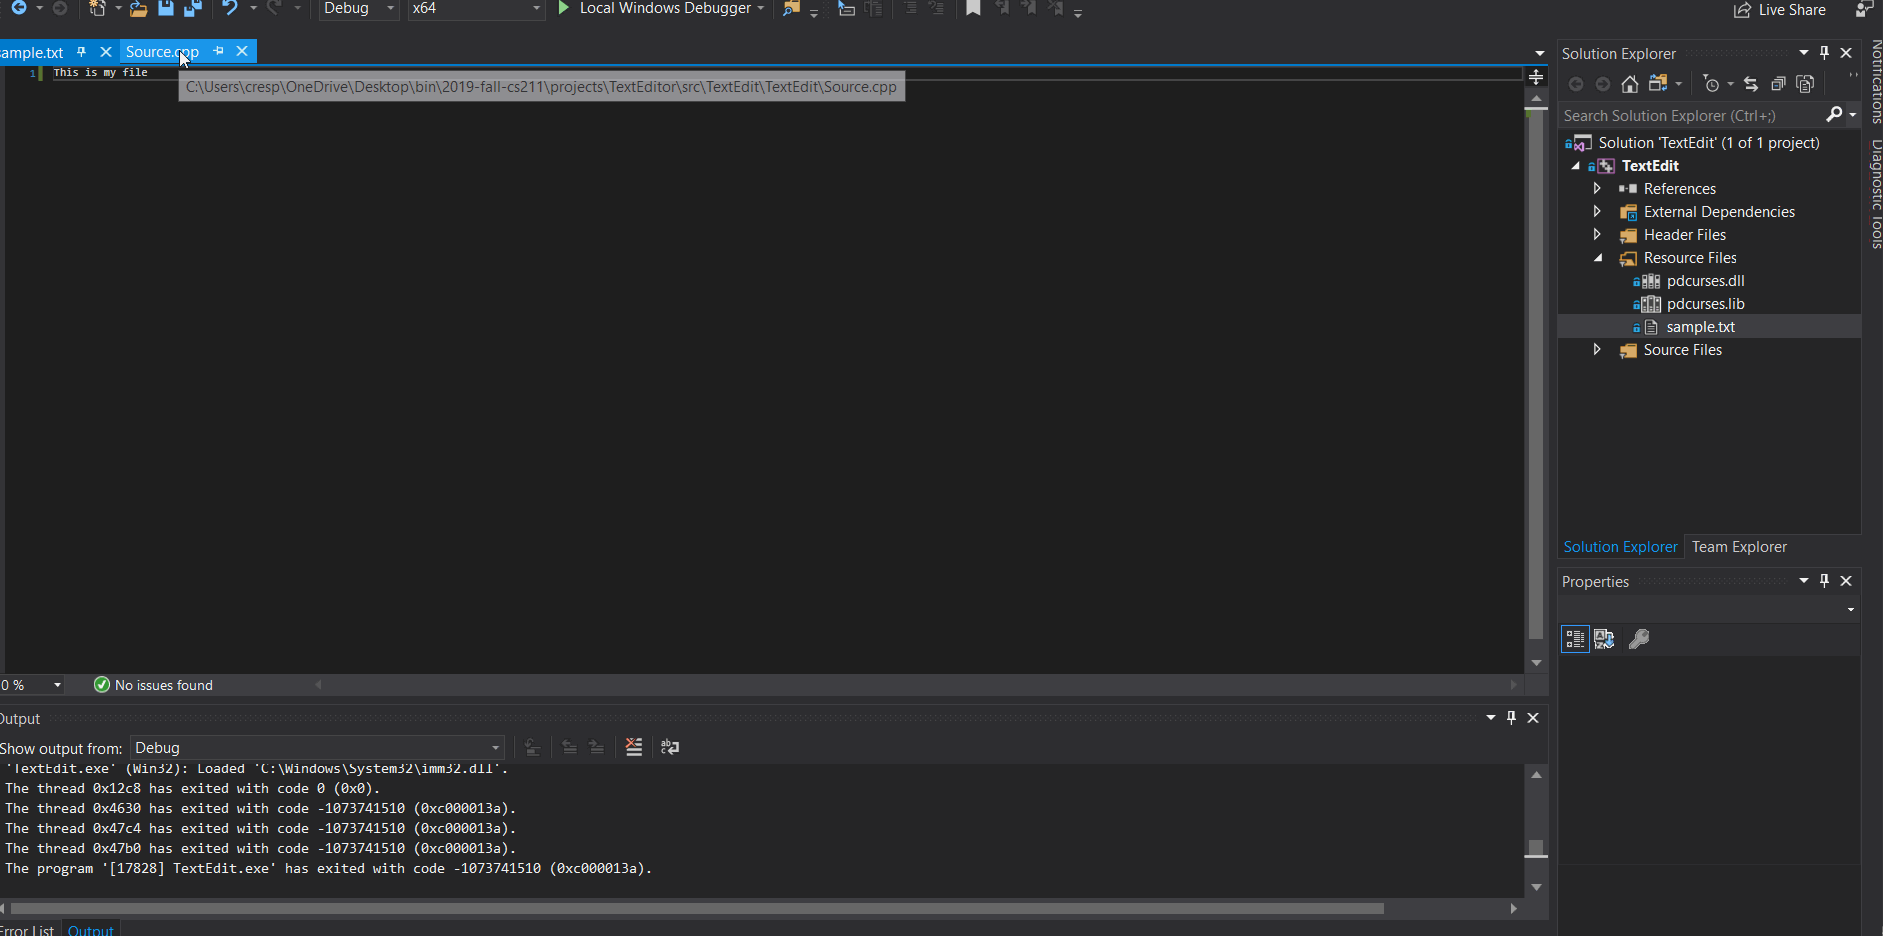 Debug
x64
Local Windows Debugger
Live Share
sample.txt
Source.cpp
1 This is my file
C:\Users\cresp\OneDrive\Desktop\bin\2019-fall-cs211\projects\TextEditor\src\TextEdit\TextEdit\Source.cpp
Solution Explorer
Search Solution Explorer (Ctrl+;)
Solution 'TextEdit' (1 of 1 project)
TextEdit
References
External Dependencies
Header Files
Resource Files
pdcurses.dll
pdcurses.lib
sample.txt
Source Files
Solution Explorer
Team Explorer
Properties
Notifications
Diagnostic Tools
0 %
No issues found
Output
Show output from:
Debug
'TextEdit.exe' (Win32): Loaded 'C:\Windows\System32\imm32.dll'.
The thread 0x12c8 has exited with code 0 (0x0).
The thread 0x4630 has exited with code -1073741510 (0xc000013a).
The thread 0x47c4 has exited with code -1073741510 (0xc000013a).
The thread 0x47b0 has exited with code -1073741510 (0xc000013a).
The program '[17828] TextEdit.exe' has exited with code -1073741510 (0xc000013a).
Error List
Output